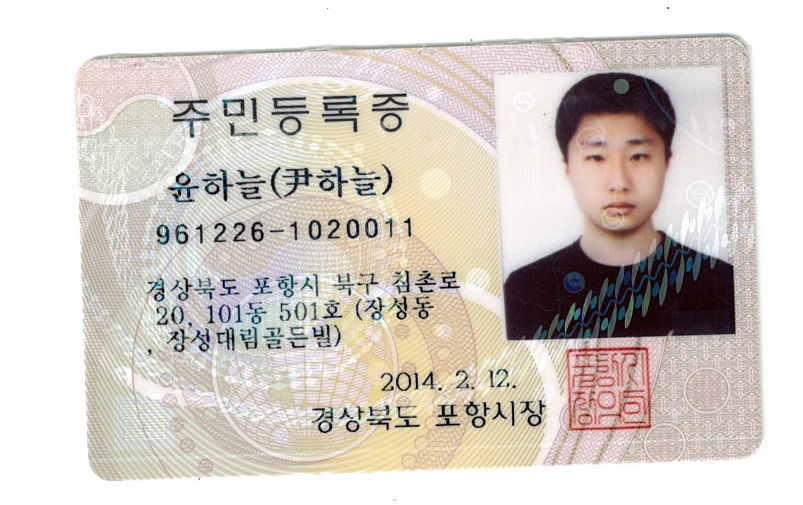 주민등록증
윤하늘(尹하늘)
961226-1020011
경상북도 포항시 북구 침촌로
20, 101동 501호 (장성동
, 장성대림골든빌)
2014. 2. 12.
경상북도 포항시장